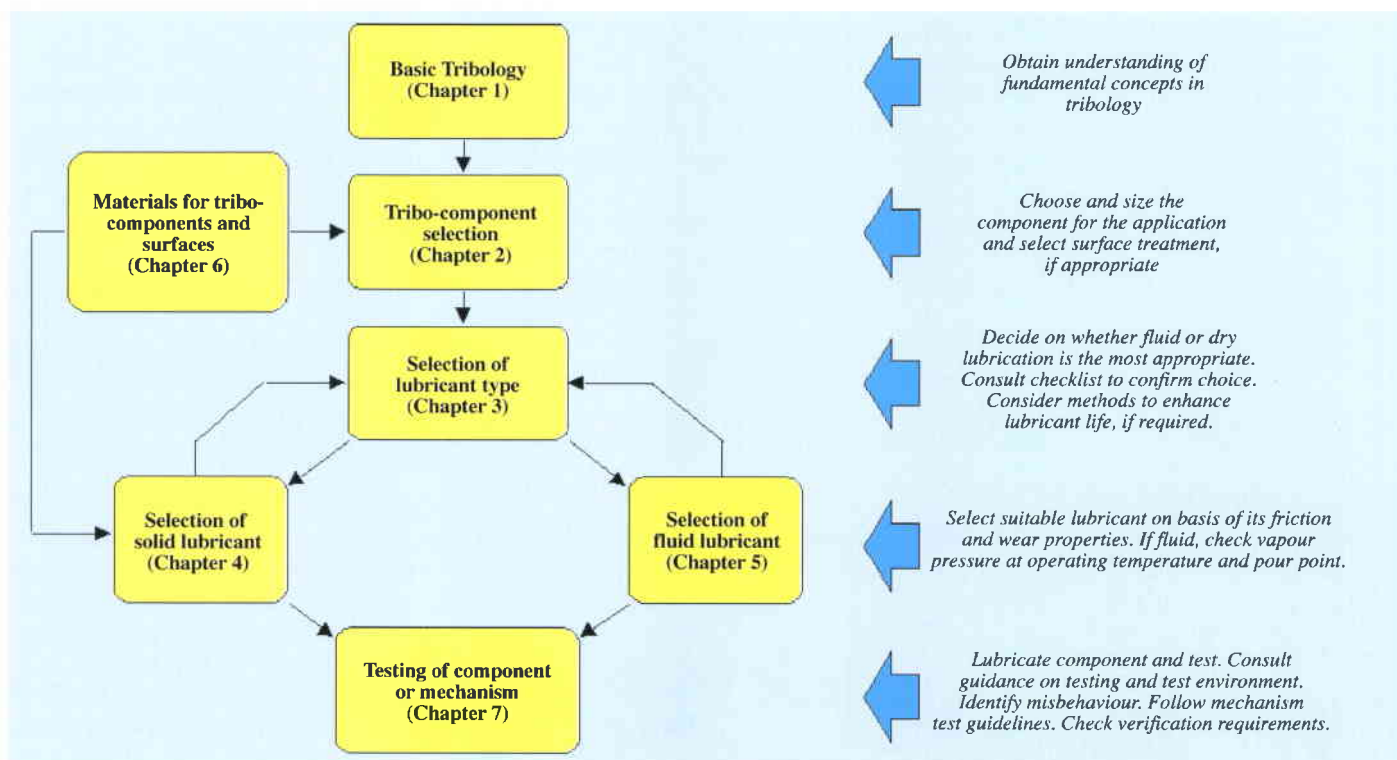 Basic Tribology
(Chapter 1)
Obtain understanding of
fundamental concepts in
tribology
Materials for tribo-
components and
surfaces
(Chapter 6)
Tribo-component
selection
(Chapter 2)
Choose and size the
component for the application
and select surface treatment,
if appropriate
Selection of
lubricant type
(Chapter 3)
Decide on whether fluid or dry
lubrication is the most appropriate.
Consult checklist to confirm choice.
Consider methods to enhance
lubricant life, if required.
Selection of
solid lubricant
(Chapter 4)
Selection of
fluid lubricant
(Chapter 5)
Select suitable lubricant on basis of its friction
and wear properties. If fluid, check vapour
pressure at operating temperature and pour point.
Testing of component
or mechanism
(Chapter 7)
Lubricate component and test. Consult
guidance on testing and test environment.
Identify misbehaviour. Follow mechanism
test guidelines. Check verification requirements.